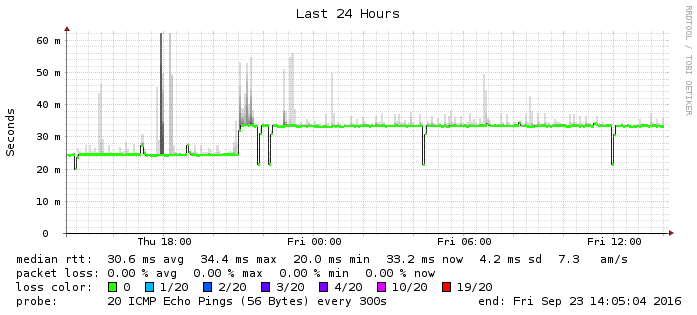 Last 24 Hours
RRDTOOL / TOBI OETIKER
Seconds
60 m
50 m
40 m
30 m
20 m
10 m
0
Thu 18:00 Fri 00:00 Fri 06:00 Fri 12:00
median rtt: 30.6 ms avg 34.4 ms max 20.0 ms min 33.2 ms now 4.2 ms sd 7.3 am/s
packet loss: 0.00 % avg 0.00 % max 0.00 % min 0.00 % now
loss color: 0 1/20 2/20 3/20 4/20 10/20 19/20
probe: 20 ICMP Echo Pings (56 Bytes) every 300s end: Fri Sep 23 14:05:04 2016